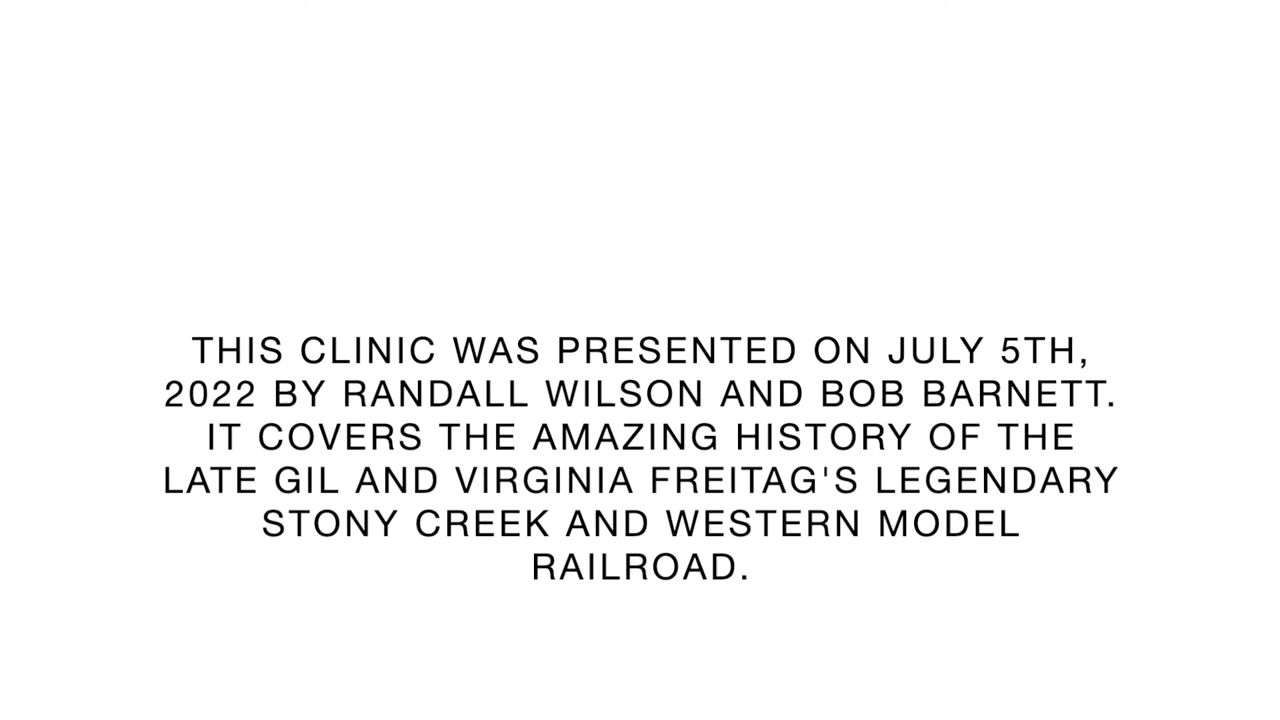 THIS CLINIC WAS PRESENTED ON JULY 5TH,
2022 BY RANDALL WILSON AND BOB BARNETT.
IT COVERS THE AMAZING HISTORY OF THE
LATE GIL AND VIRGINIA FREITAG'S LEGENDARY
STONY CREEK AND WESTERN MODEL
RAILROAD.